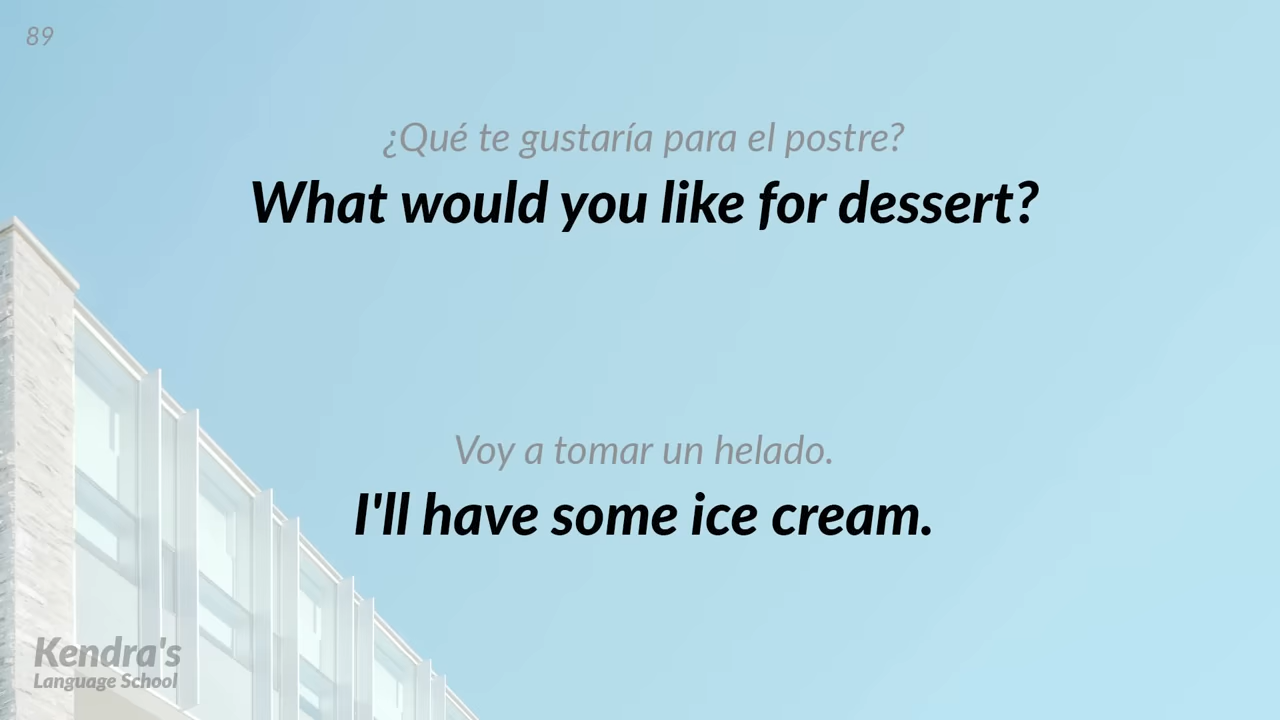 89
¿Qué te gustaría para el postre?
What would you like for dessert?
Voy a tomar un helado.
I'll have some ice cream.
Kendra's
Language School